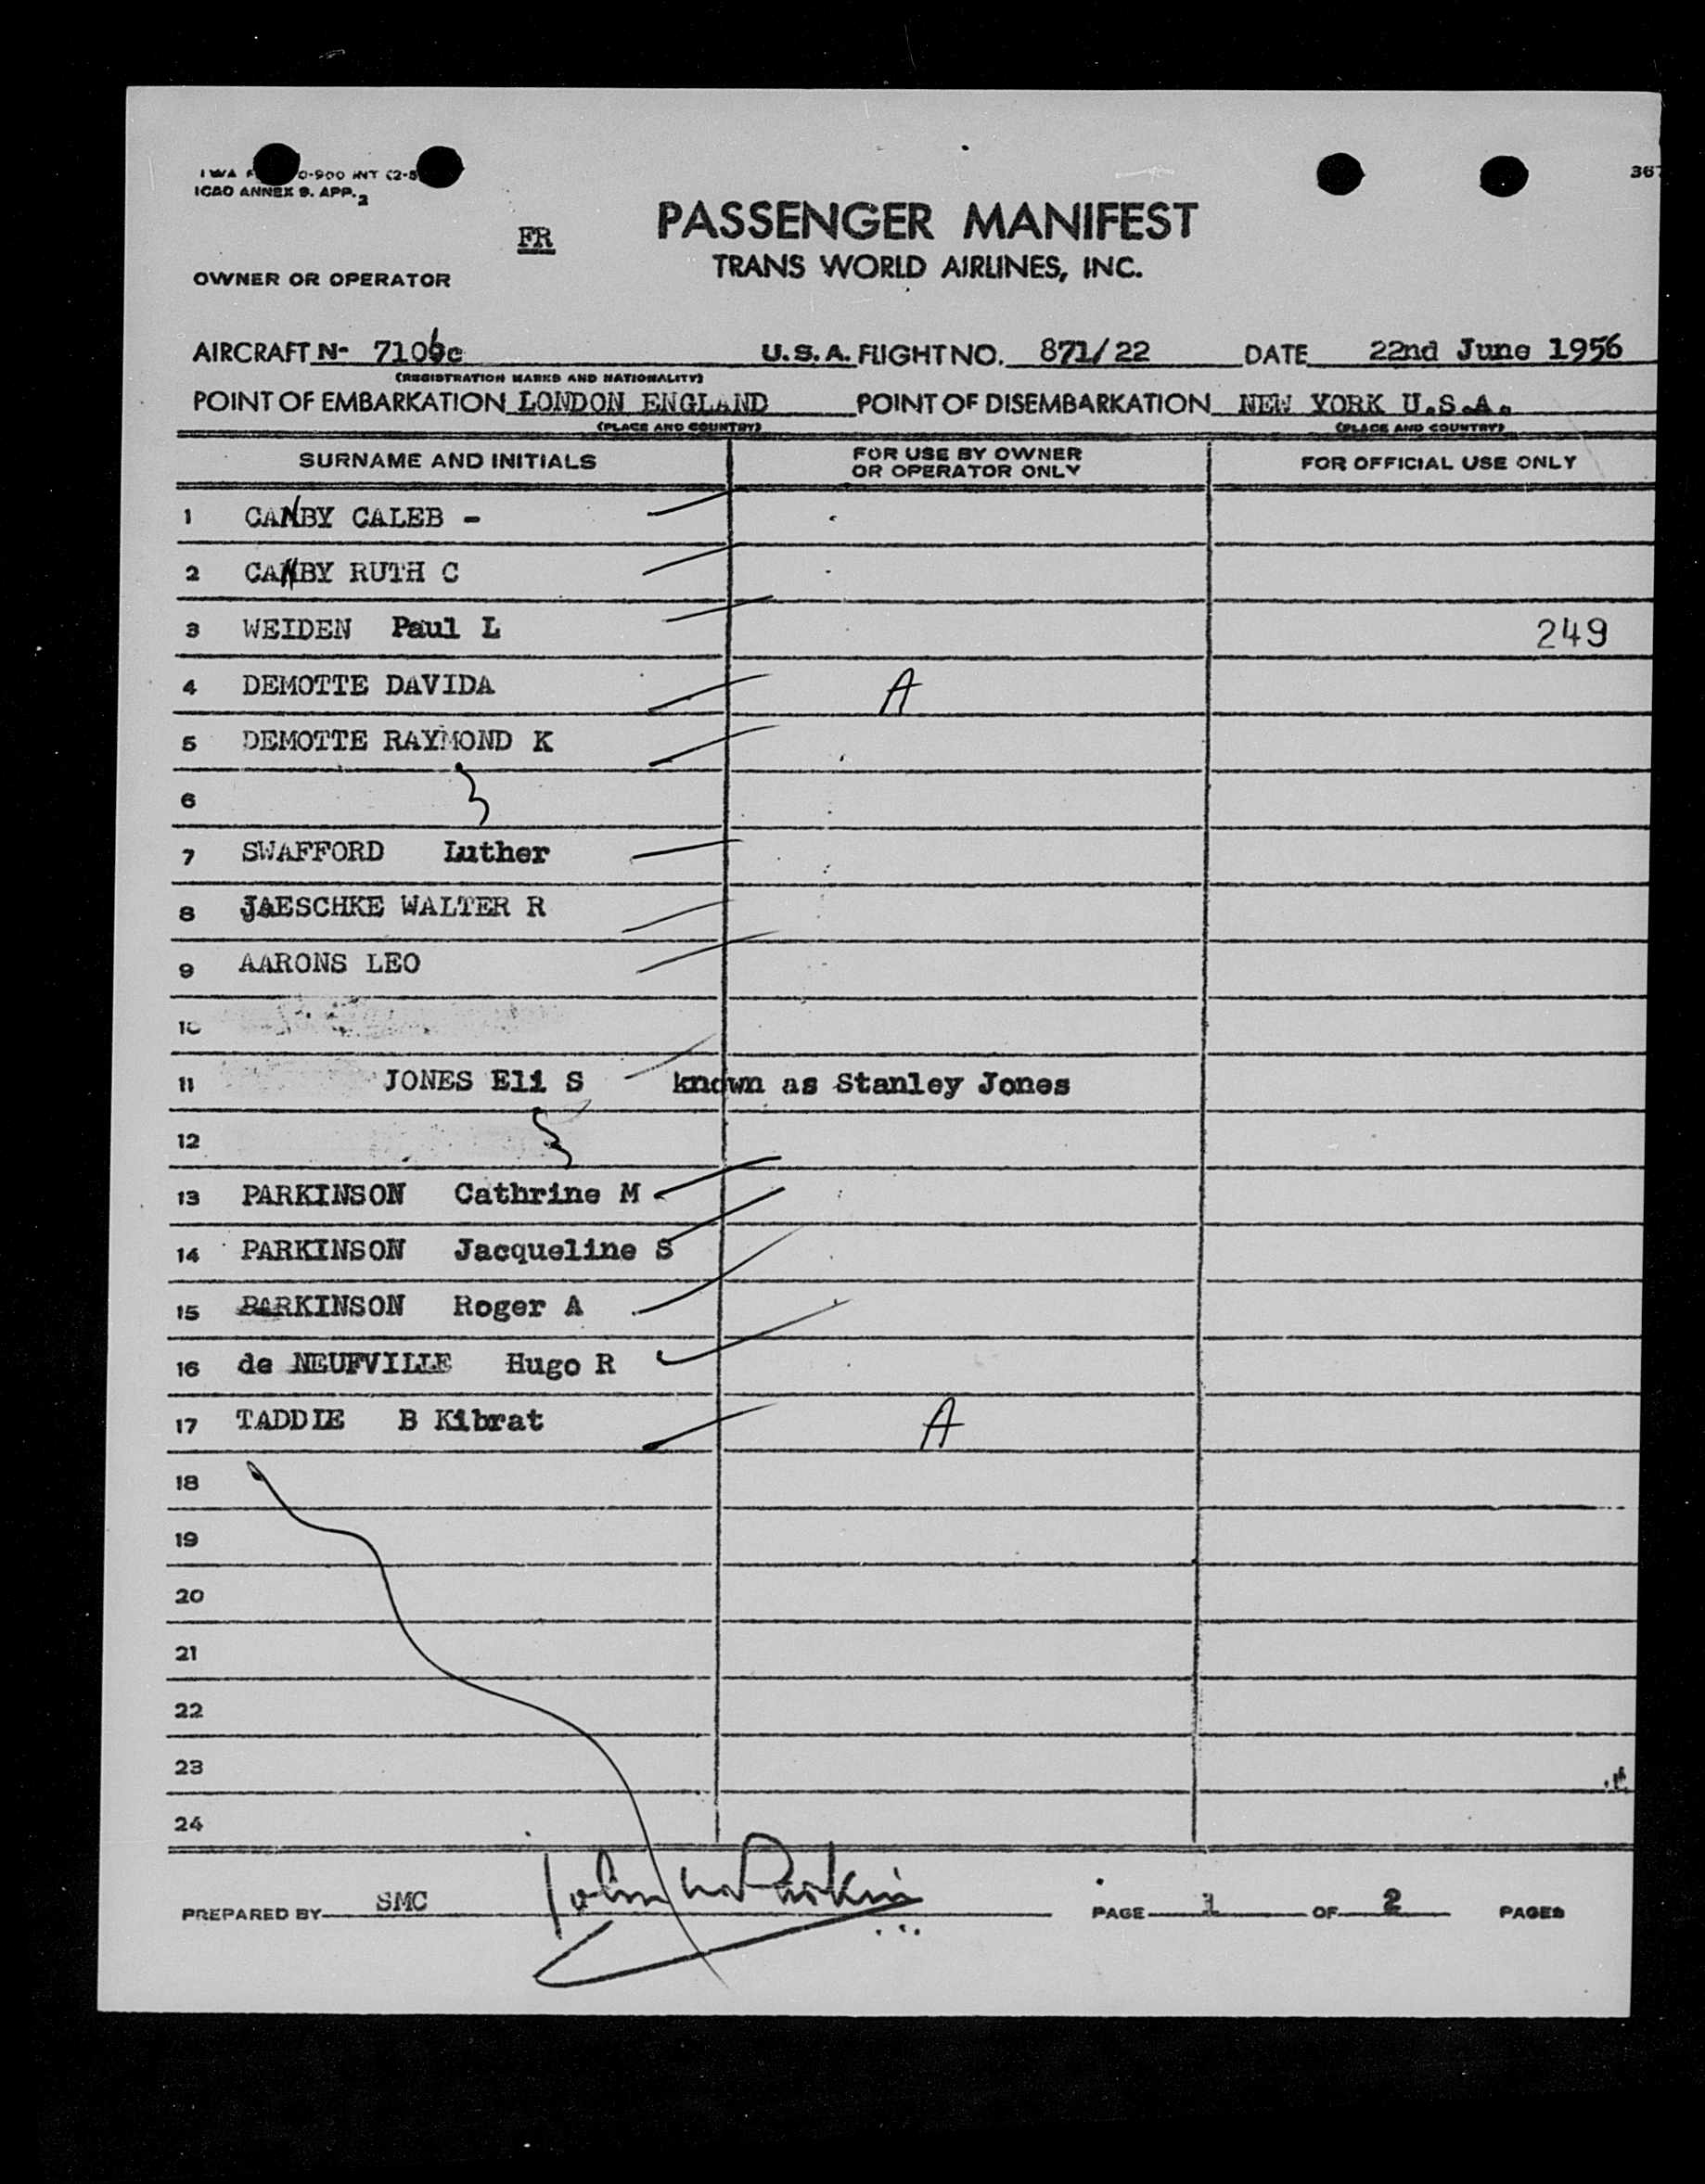 0-900 INT (2-5
367
ICAO ANNEX 9. APP. 2
FR
PASSENGER MANIFEST
TRANS WORLD AIRLINES, INC.
OWNER OR OPERATOR
AIRCRAFT N- 7106c U.S.A. FLIGHT NO. 871/22 DATE 22nd June 1956
(REGISTRATION MARKS AND NATIONALITY)
POINT OF EMBARKATION LONDON ENGLAND POINT OF DISEMBARKATION NEW YORK U.S.A.
(PLACE AND COUNTRY) (PLACE AND COUNTRY)
SURNAME AND INITIALS FOR USE BY OWNER OR OPERATOR ONLY FOR OFFICIAL USE ONLY
1 CANBY CALEB -
2 CANBY RUTH C
3 WEIDEN Paul L 249
4 DEMOTTE DAVIDA A
5 DEMOTTE RAYMOND K
6
7 SWAFFORD Luther
8 JAESCHKE WALTER R
9 AARONS LEO
10
11 JONES Eli S known as Stanley Jones
12
13 PARKINSON Cathrine M
14 PARKINSON Jacqueline S
15 PARKINSON Roger A
16 de NEUFVILLE Hugo R
17 TADDIE B Kibrat A
18
19
20
21
22
23
24
PREPARED BY SMC PAGE 1 OF 2 PAGES